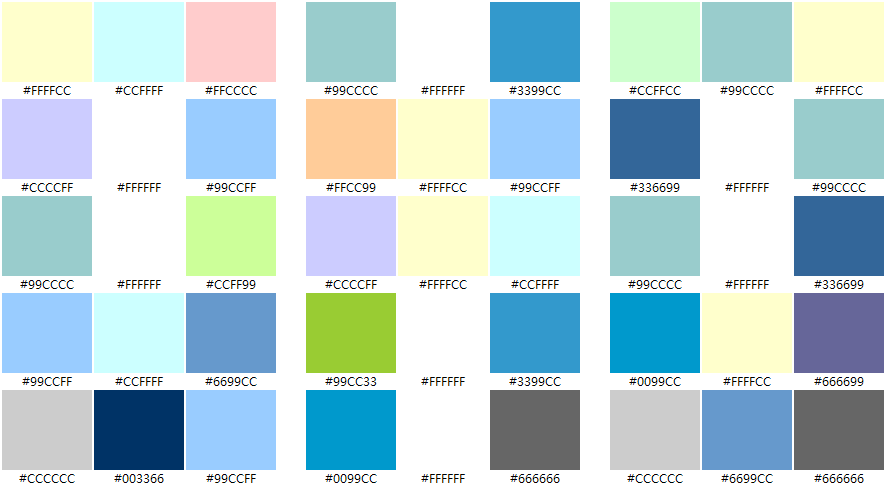 #FFFFCC #CCFFFF #FFCCCC #99CCCC #FFFFFF #3399CC #CCFFCC #99CCCC #FFFFCC
#CCCCFF #FFFFFF #99CCFF #FFCC99 #FFFFCC #99CCFF #336699 #FFFFFF #99CCCC
#99CCCC #FFFFFF #CCFF99 #CCCCFF #FFFFCC #CCFFFF #99CCCC #FFFFFF #336699
#99CCFF #CCFFFF #6699CC #99CC33 #FFFFFF #3399CC #0099CC #FFFFCC #666699
#CCCCCC #003366 #99CCFF #0099CC #FFFFFF #666666 #CCCCCC #6699CC #666666